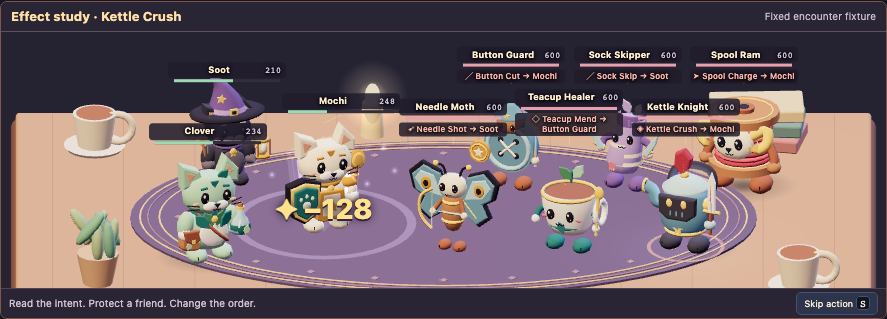 Effect study · Kettle Crush
Fixed encounter fixture
Button Guard 600
Sock Skipper 600
Spool Ram 600
Button Cut → Mochi
Sock Skip → Soot
Spool Charge → Mochi
Soot 210
Mochi 248
Needle Moth 600
Teacup Healer 600
Kettle Knight 600
Needle Shot → Soot
Teacup Mend →
Button Guard
Kettle Crush → Mochi
Clover 234
-128
Read the intent. Protect a friend. Change the order.
Skip action S